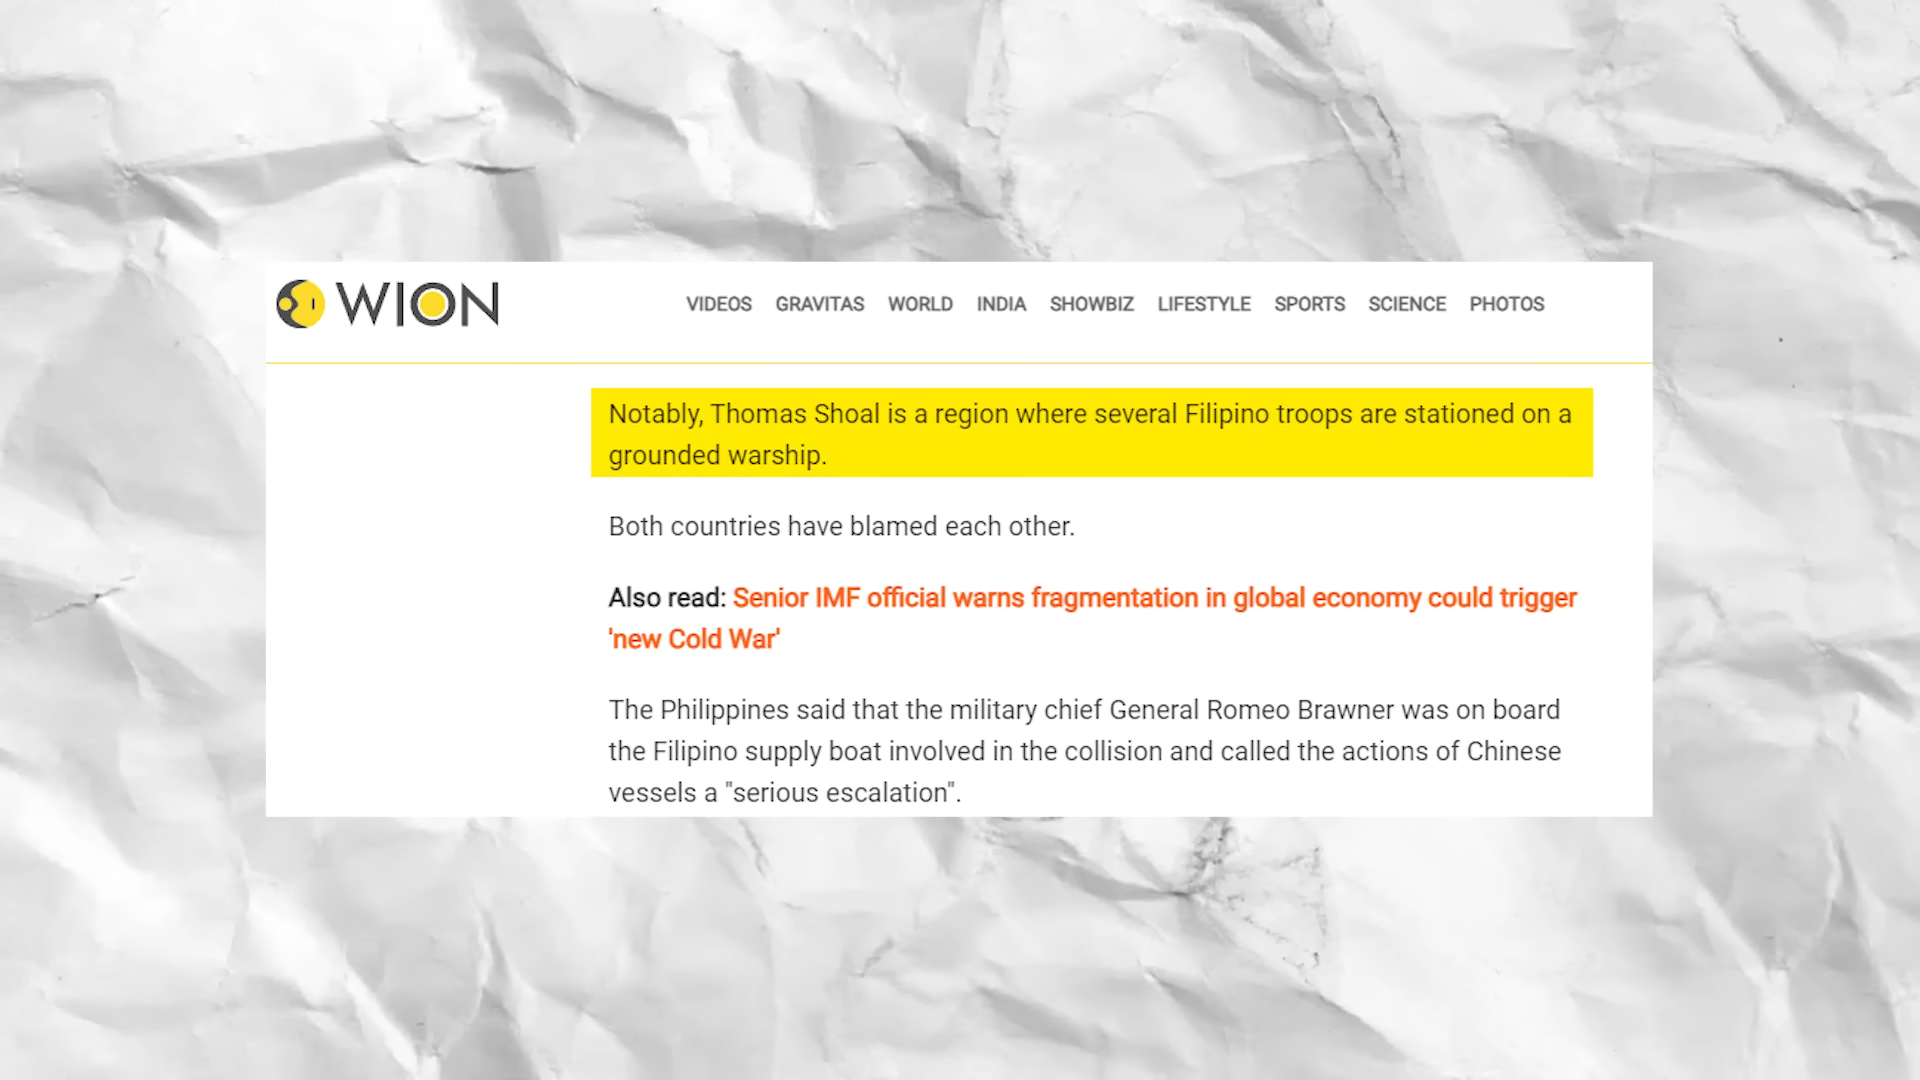 WION
VIDEOS GRAVITAS WORLD INDIA SHOWBIZ LIFESTYLE SPORTS SCIENCE PHOTOS
Notably, Thomas Shoal is a region where several Filipino troops are stationed on a
grounded warship.
Both countries have blamed each other.
Also read: Senior IMF official warns fragmentation in global economy could trigger
'new Cold War'
The Philippines said that the military chief General Romeo Brawner was on board
the Filipino supply boat involved in the collision and called the actions of Chinese
vessels a "serious escalation".